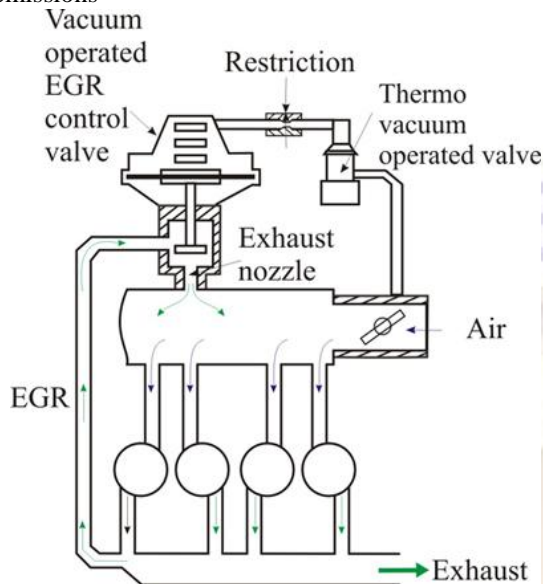 Vacuum
operated
EGR
control
valve
Restriction
Thermo
vacuum
operated valve
Exhaust
nozzle
Air
EGR
Exhaust